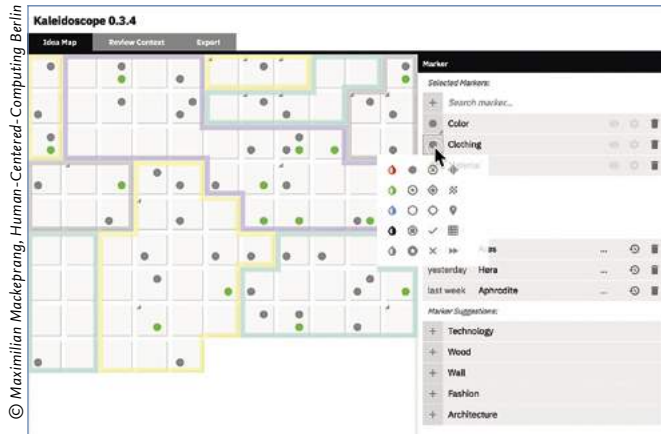 © Maximilian Mackeprang, Human-Centered-Computing Berlin
Kaleidoscope 0.3.4
Idea Map Review Context Export
Marker
Selected Markers:
+ Search marker...
Color
Clothing
yesterday Hera ...
last week Aphrodite ...
Marker Suggestions:
+ Technology
+ Wood
+ Wall
+ Fashion
+ Architecture